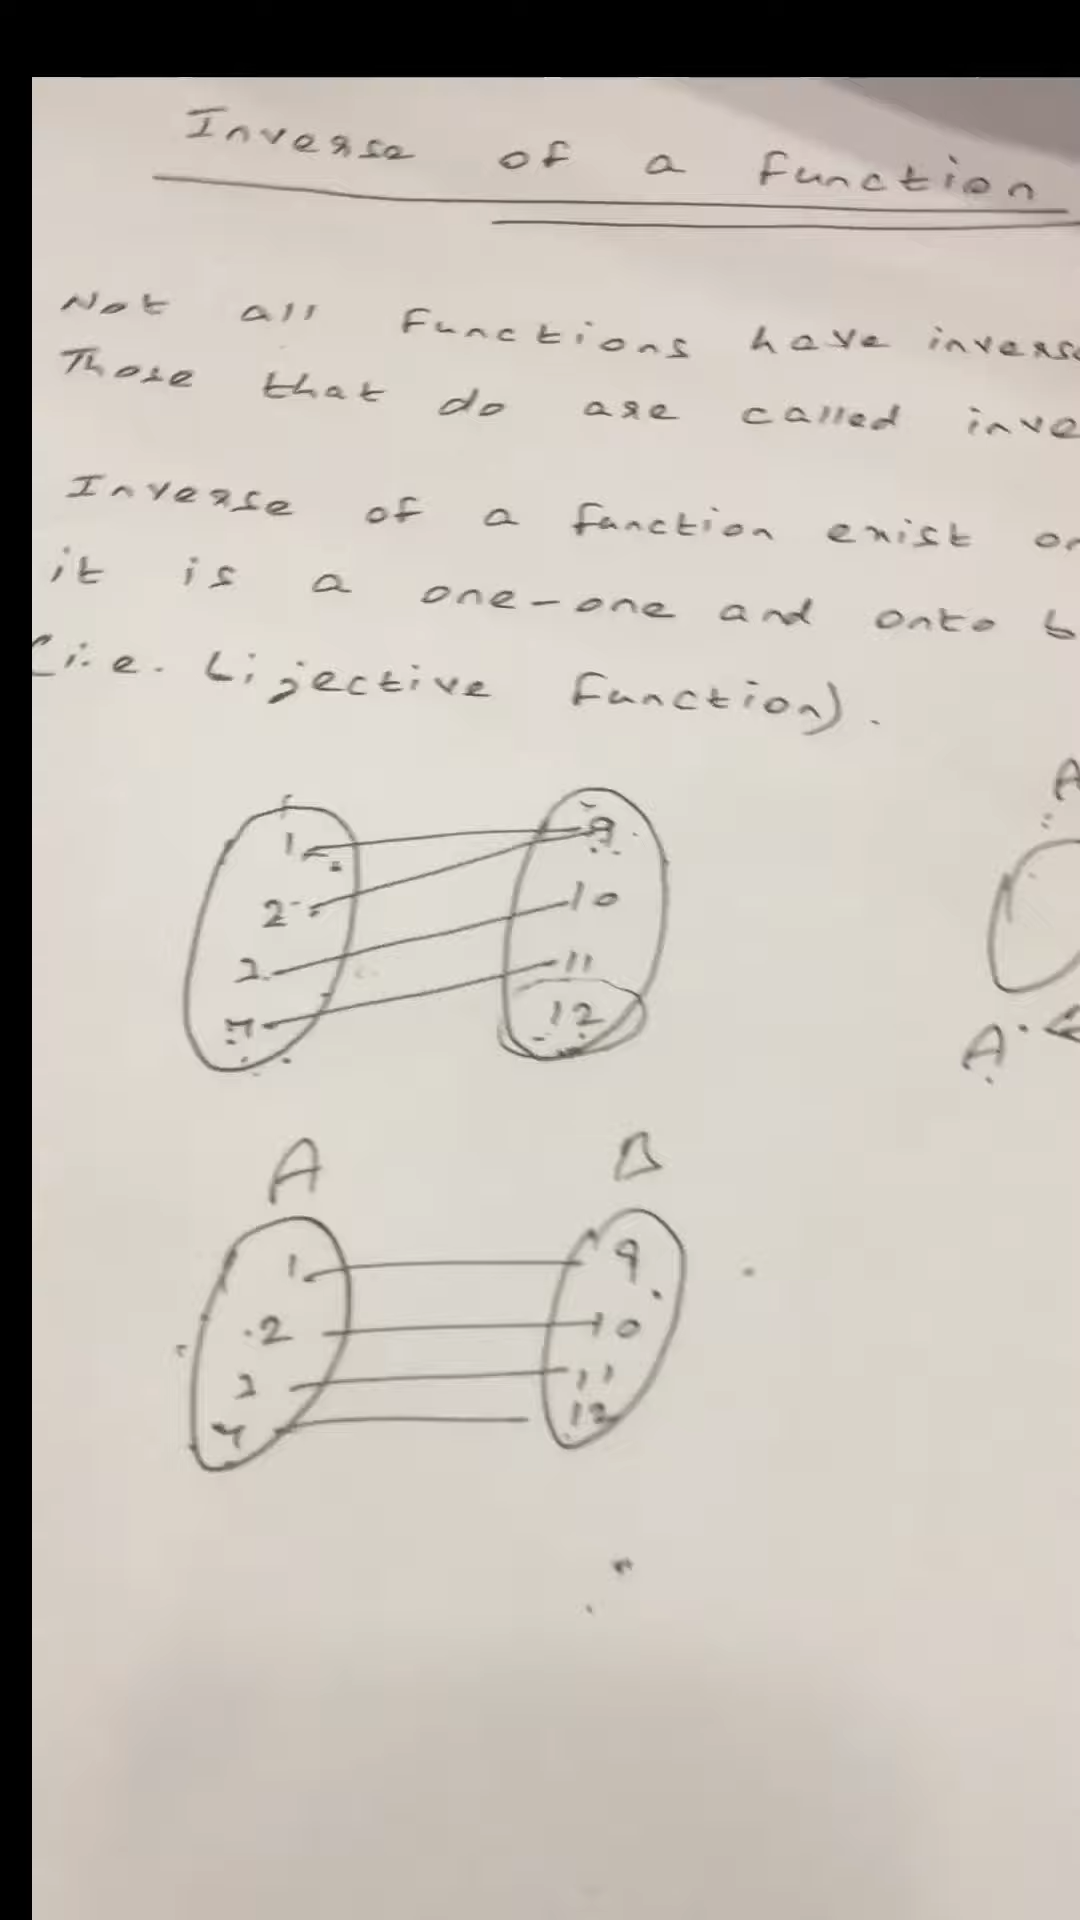 Inverse of a function
Not all functions have inverse
Those that do are called inve
Inverse of a function exist on
it is a one-one and onto b
(i.e. bijective function).
A
1 9
2 10
3 11
4 12
A
A B
1 9
2 10
3 11
4 12